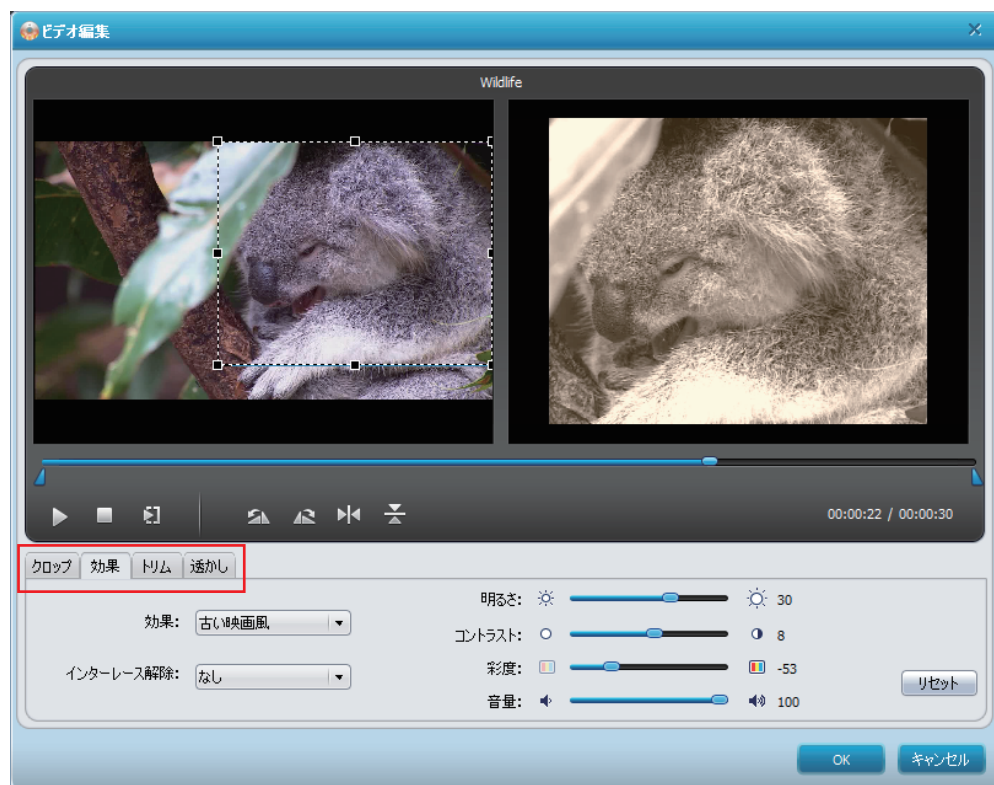 ビデオ編集
Wildlife
00:00:22 / 00:00:30
クロップ 効果 トリム 透かし
効果: 古い映画風
インターレース解除: なし
明るさ: 30
コントラスト: 8
彩度: -53
音量: 100
リセット
OK キャンセル